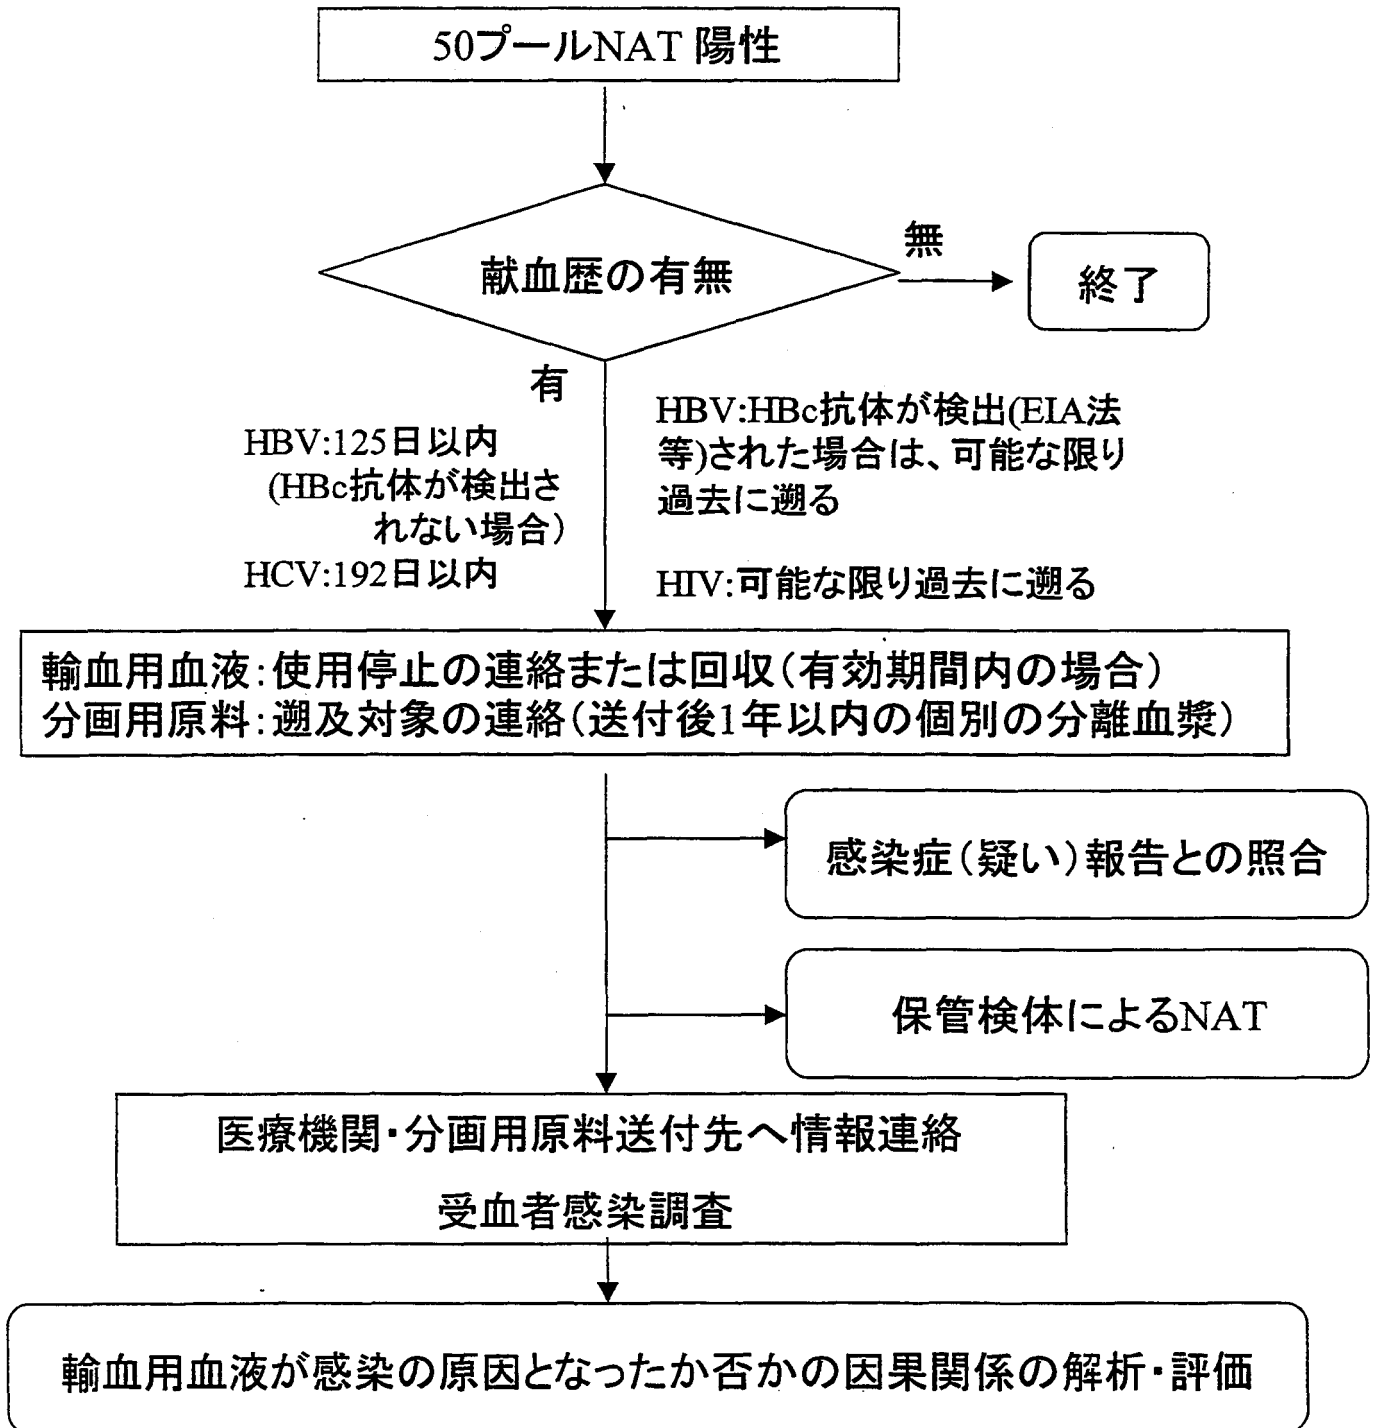 50プールNAT 陽性
献血歴の有無
無
終了
有
HBV:125日以内
(HBc抗体が検出さ
れない場合)
HCV:192日以内
HBV:HBc抗体が検出(EIA法
等)された場合は、可能な限り
過去に遡る
HIV:可能な限り過去に遡る
輸血用血液:使用停止の連絡または回収(有効期間内の場合)
分画用原料:遡及対象の連絡(送付後1年以内の個別の分離血漿)
感染症(疑い)報告との照合
保管検体によるNAT
医療機関・分画用原料送付先へ情報連絡
受血者感染調査
輸血用血液が感染の原因となったか否かの因果関係の解析・評価